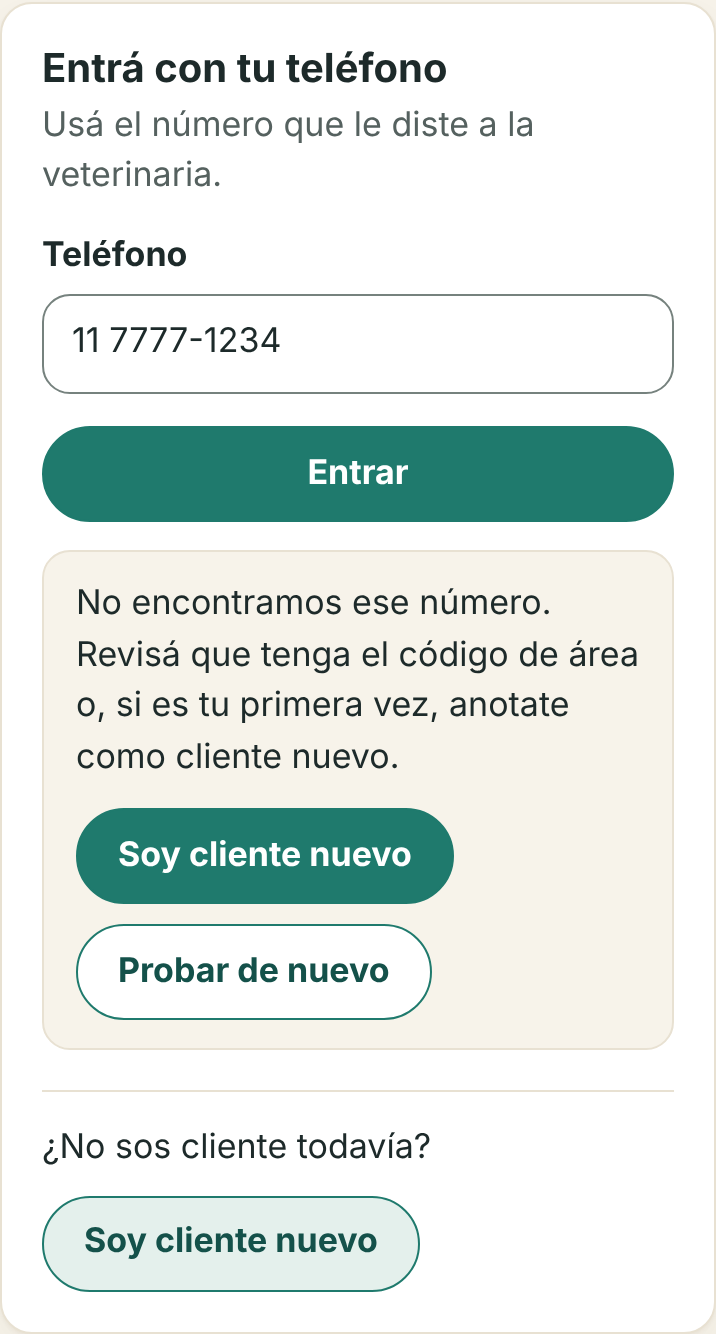 Entrá con tu teléfono
Usá el número que le diste a la
veterinaria.
Teléfono
11 7777-1234
Entrar
No encontramos ese número.
Revisá que tenga el código de área
o, si es tu primera vez, anotate
como cliente nuevo.
Soy cliente nuevo
Probar de nuevo
¿No sos cliente todavía?
Soy cliente nuevo